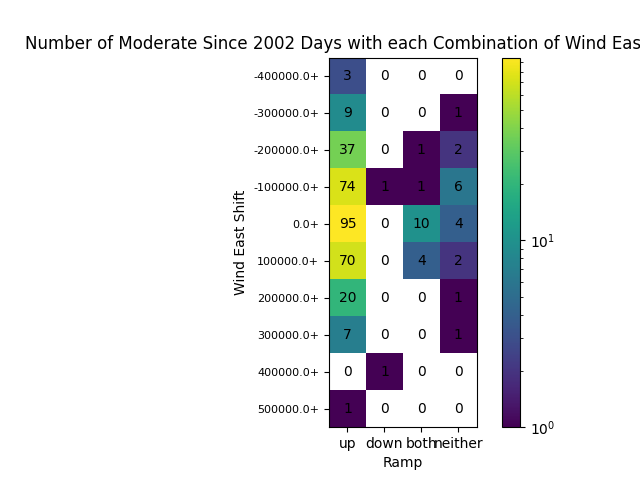 Number of Moderate Since 2002 Days with each Combination of Wind Eas
Wind East Shift
-400000.0+ 3 0 0 0
-300000.0+ 9 0 0 1
-200000.0+ 37 0 1 2
-100000.0+ 74 1 1 6
0.0+ 95 0 10 4
100000.0+ 70 0 4 2
200000.0+ 20 0 0 1
300000.0+ 7 0 0 1
400000.0+ 0 1 0 0
500000.0+ 1 0 0 0
up down both neither
Ramp
10^1
10^0